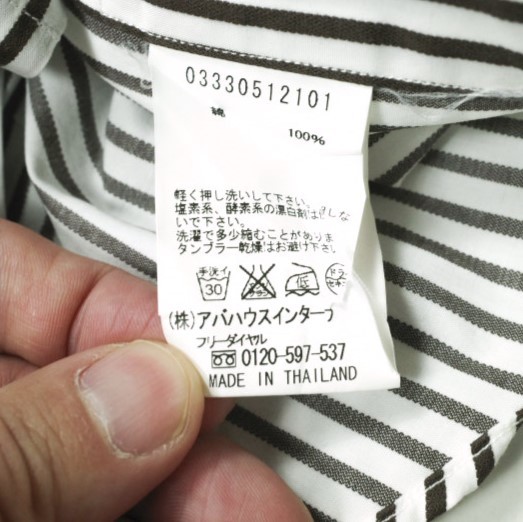 03330512101
綿
100%
軽く押し洗いして下さい。
塩素系、酵素系の漂白剤は使しな
いで下さい。
洗濯で多少縮むことがありま
タンブラー乾燥はお避け下さい。
手洗イ
30
低
ドラ
セキ
(株)アバハウスインターナ
フリーダイヤル
0120-597-537
MADE IN THAILAND